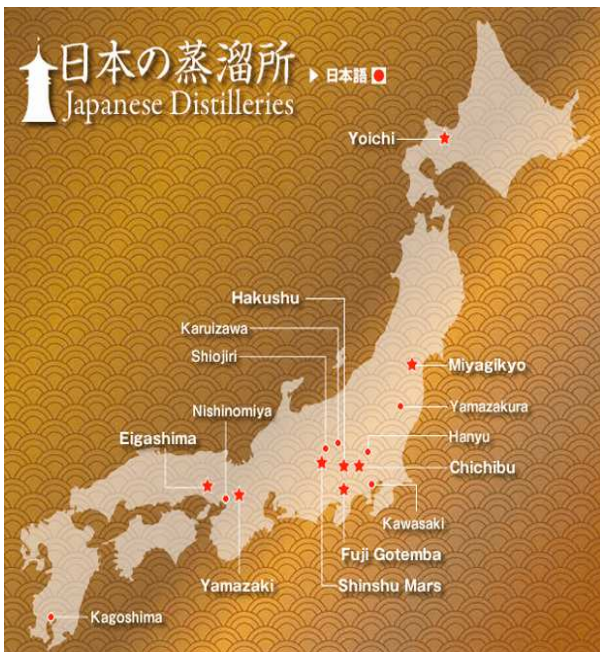 日本の蒸溜所
▶ 日本語
Japanese Distilleries
Yoichi
Hakushu
Karuizawa
Shiojiri
Miyagikyo
Nishinomiya
Yamazakura
Eigashima
Hanyu
Chichibu
Kawasaki
Fuji Gotemba
Yamazaki
Shinshu Mars
Kagoshima